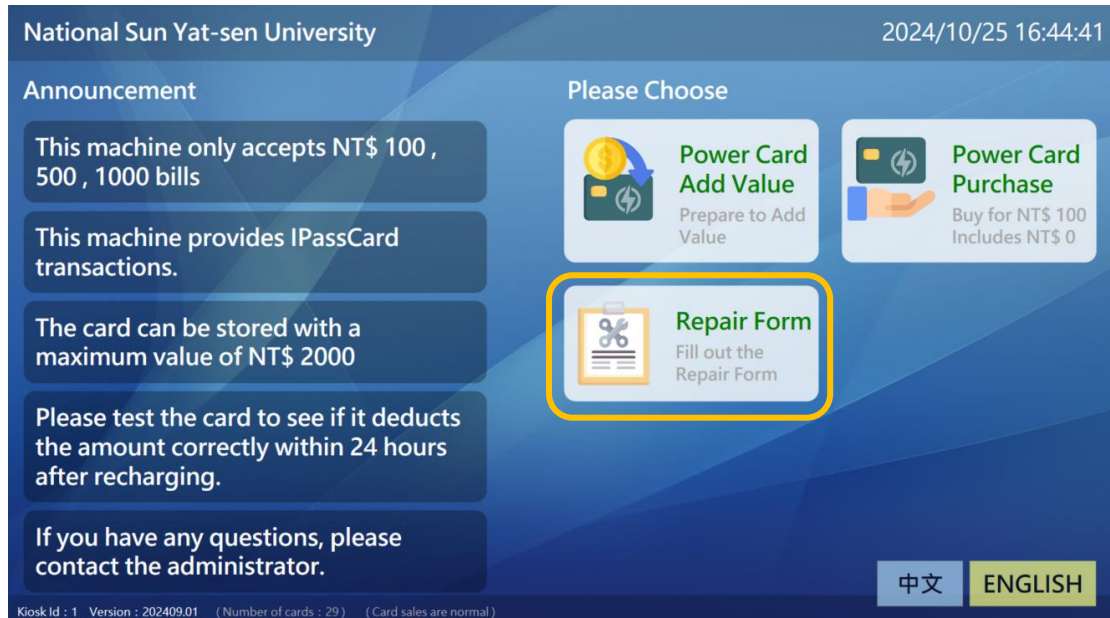 National Sun Yat-sen University
2024/10/25 16:44:41
Announcement
This machine only accepts NT$ 100 ,
500 , 1000 bills
This machine provides IPassCard
transactions.
The card can be stored with a
maximum value of NT$ 2000
Please test the card to see if it deducts
the amount correctly within 24 hours
after recharging.
If you have any questions, please
contact the administrator.
Please Choose
Power Card
Add Value
Prepare to Add
Value
Power Card
Purchase
Buy for NT$ 100
Includes NT$ 0
Repair Form
Fill out the
Repair Form
中文
ENGLISH
Kiosk Id : 1 Version : 202409.01 ( Number of cards : 29 ) ( Card sales are normal )